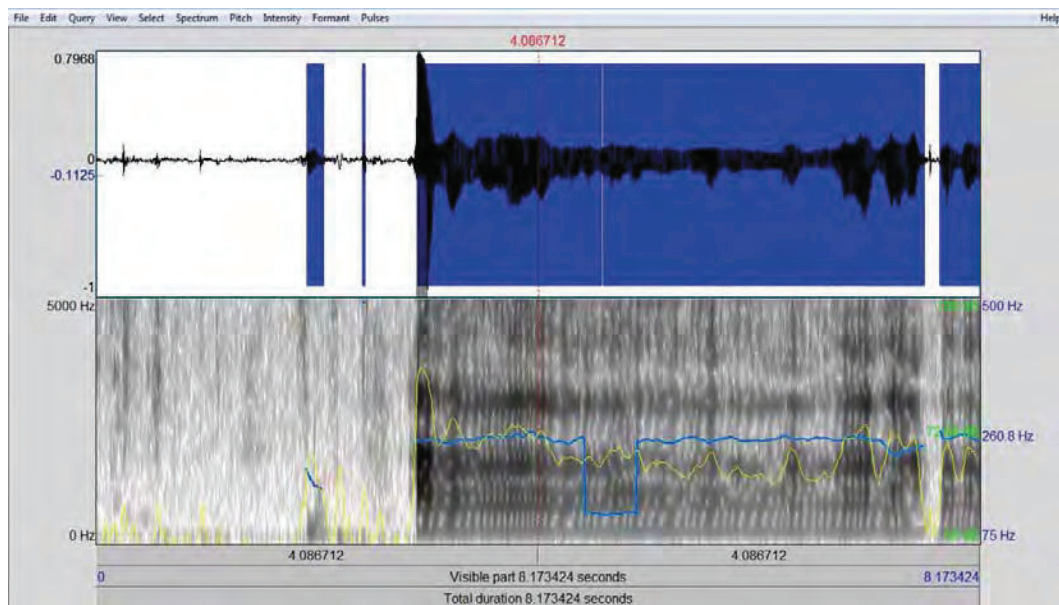 File Edit Query View Select Spectrum Pitch Intensity Formant Pulses Help
4.086712
0.7968
0
-0.1125
-1
5000 Hz 500 Hz
260.8 Hz
0 Hz 75 Hz
4.086712 4.086712
0 Visible part 8.173424 seconds 8.173424
Total duration 8.173424 seconds